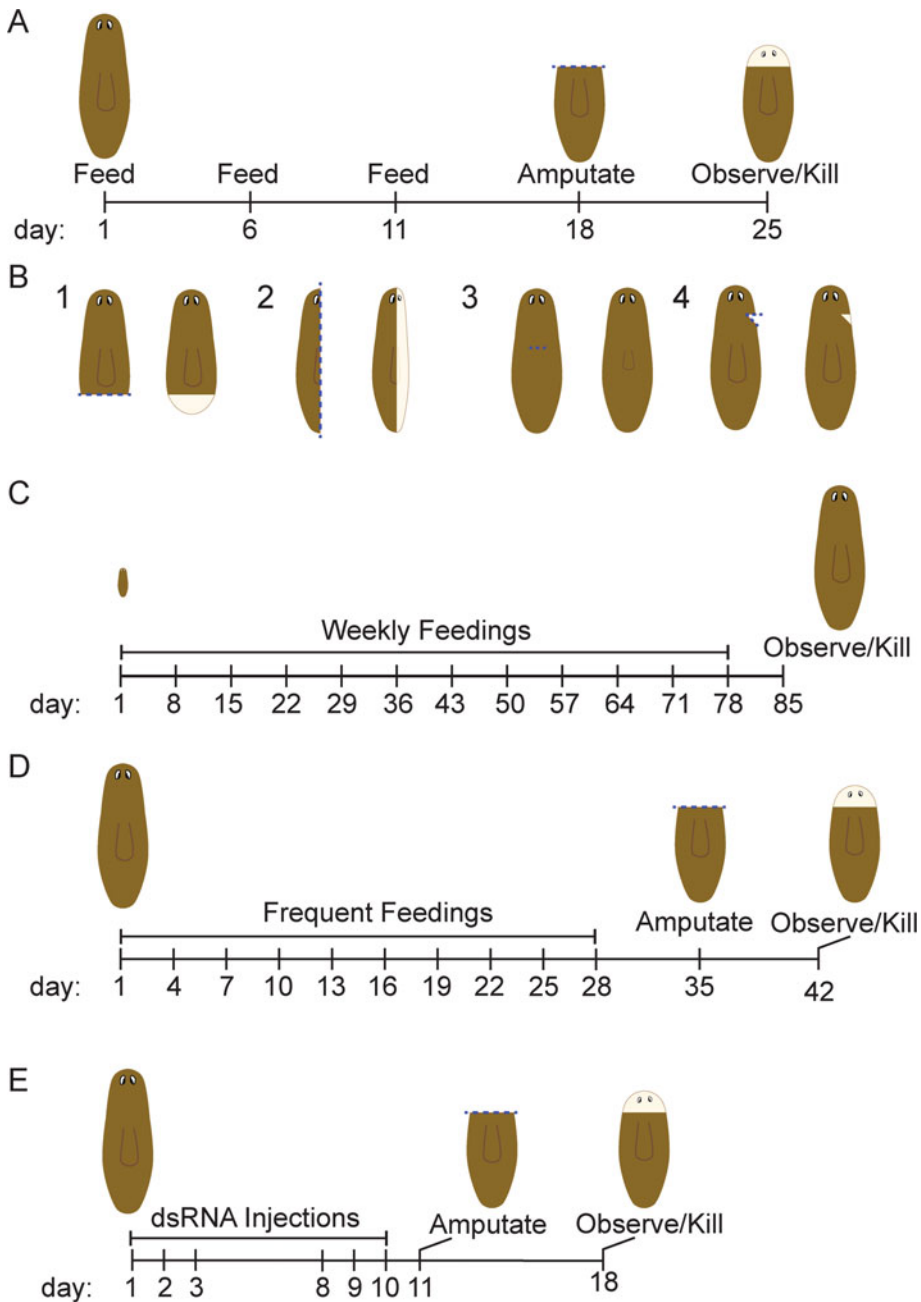 A
Feed Feed Feed Amputate Observe/Kill
day: 1 6 11 18 25
B
1 2 3 4
C
Weekly Feedings
Observe/Kill
day: 1 8 15 22 29 36 43 50 57 64 71 78 85
D
Frequent Feedings
Amputate Observe/Kill
day: 1 4 7 10 13 16 19 22 25 28 35 42
E
dsRNA Injections
Amputate Observe/Kill
day: 1 2 3 8 9 10 11 18